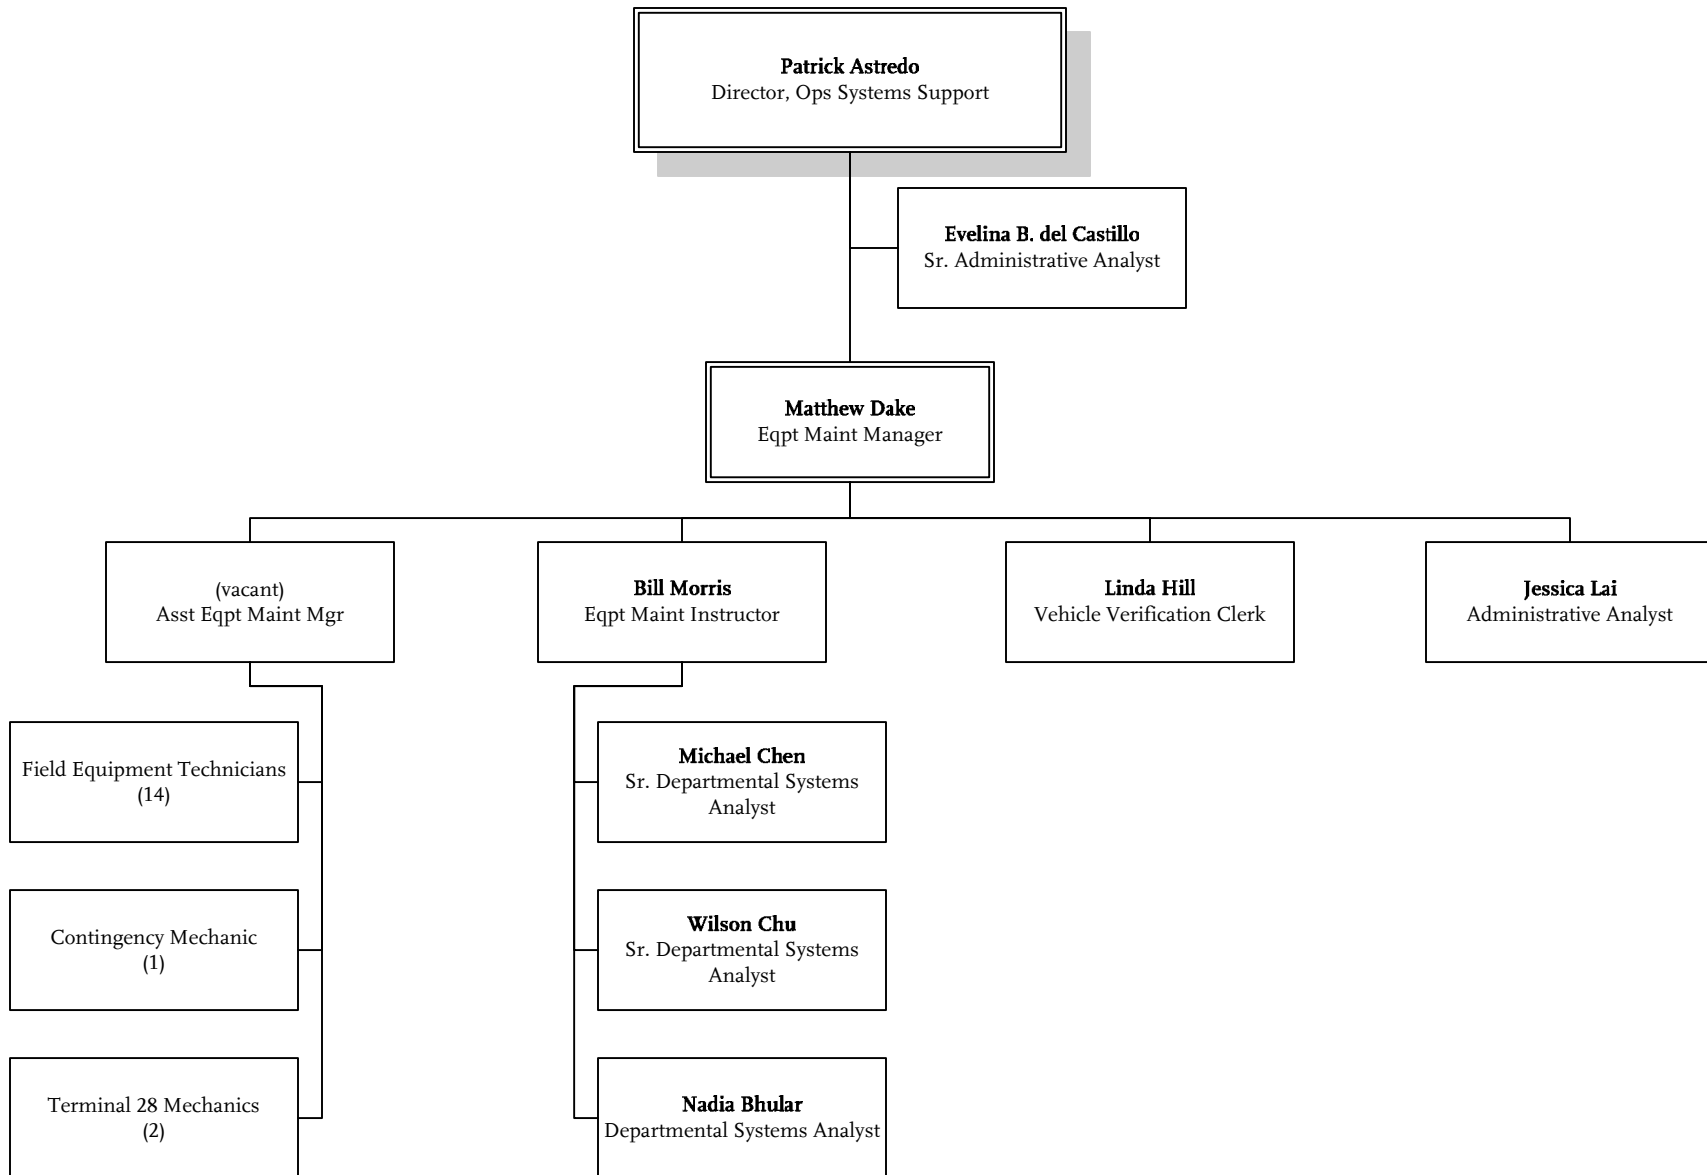 Patrick Astredo
Director, Ops Systems Support
Evelina B. del Castillo
Sr. Administrative Analyst
Matthew Dake
Eqpt Maint Manager
(vacant)
Asst Eqpt Maint Mgr
Bill Morris
Eqpt Maint Instructor
Linda Hill
Vehicle Verification Clerk
Jessica Lai
Administrative Analyst
Field Equipment Technicians
(14)
Contingency Mechanic
(1)
Terminal 28 Mechanics
(2)
Michael Chen
Sr. Departmental Systems
Analyst
Wilson Chu
Sr. Departmental Systems
Analyst
Nadia Bhular
Departmental Systems Analyst